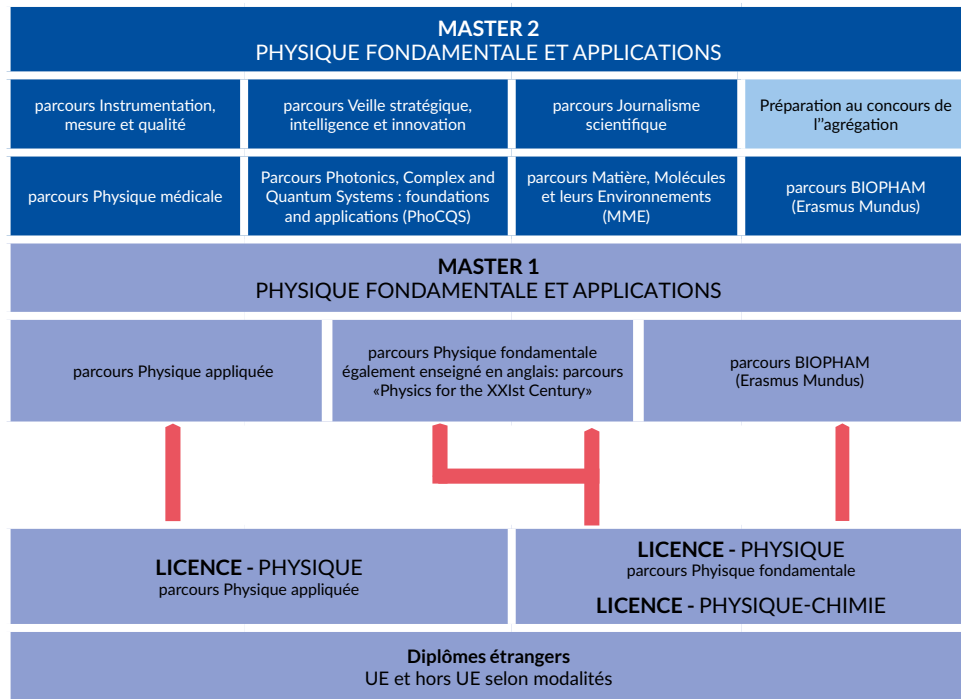 MASTER 2
PHYSIQUE FONDAMENTALE ET APPLICATIONS
parcours Instrumentation,
mesure et qualité
parcours Veille stratégique,
intelligence et innovation
parcours Journalisme
scientifique
Préparation au concours de
l''agrégation
parcours Physique médicale
Parcours Photonics, Complex and
Quantum Systems : foundations
and applications (PhoCQS)
parcours Matière, Molécules
et leurs Environnements
(MME)
parcours BIOPHAM
(Erasmus Mundus)
MASTER 1
PHYSIQUE FONDAMENTALE ET APPLICATIONS
parcours Physique appliquée
parcours Physique fondamentale
également enseigné en anglais: parcours
«Physics for the XXIst Century»
parcours BIOPHAM
(Erasmus Mundus)
LICENCE - PHYSIQUE
parcours Physique appliquée
LICENCE - PHYSIQUE
parcours Phyisque fondamentale
LICENCE - PHYSIQUE-CHIMIE
Diplômes étrangers
UE et hors UE selon modalités